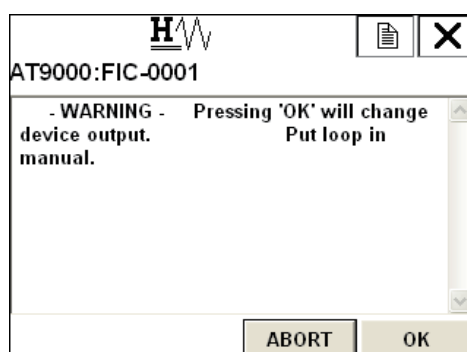 H
AT9000:FIC-0001
- WARNING - Pressing 'OK' will change
device output. Put loop in
manual.
ABORT OK